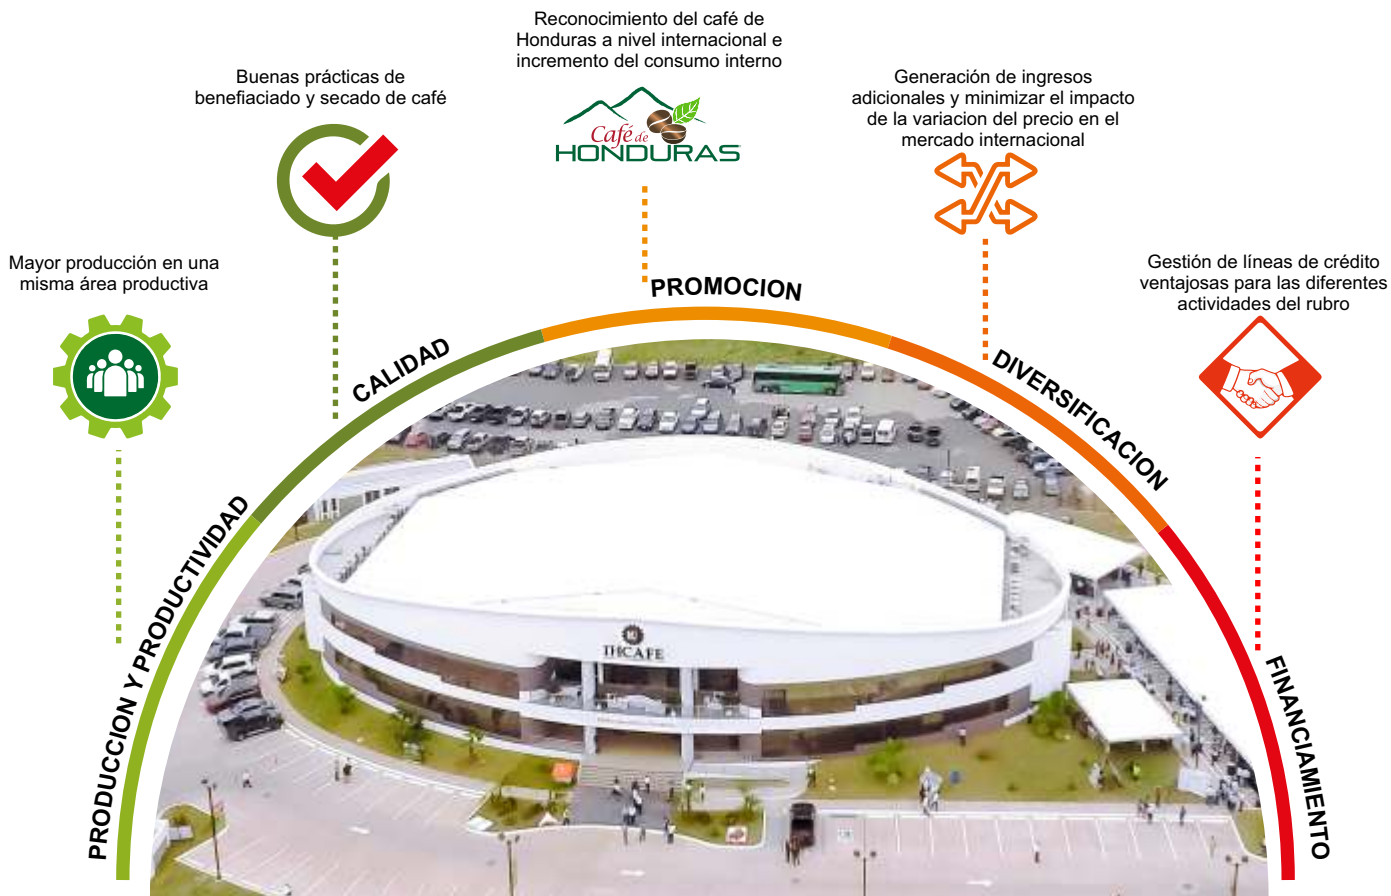 Reconocimiento del café de
Honduras a nivel internacional e
incremento del consumo interno
Café de
HONDURAS
Buenas prácticas de
benefiaciado y secado de café
Generación de ingresos
adicionales y minimizar el impacto
de la variacion del precio en el
mercado internacional
Mayor producción en una
misma área productiva
Gestión de líneas de crédito
ventajosas para las diferentes
actividades del rubro
PRODUCCION Y PRODUCTIVIDAD
CALIDAD
PROMOCION
DIVERSIFICACION
FINANCIAMIENTO
IHCAFE